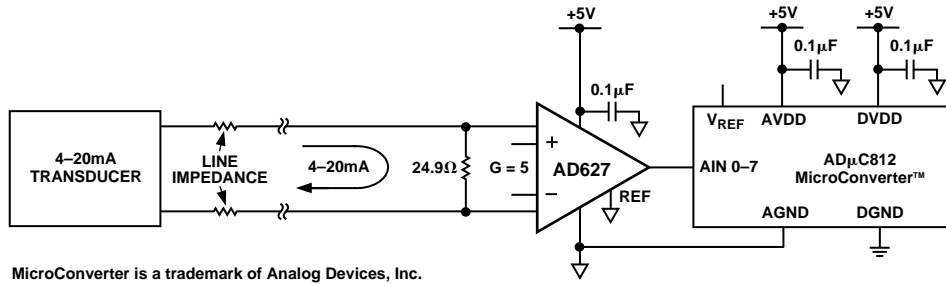 +5V
+5V
+5V
0.1µF
0.1µF
0.1µF
4–20mA
TRANSDUCER
LINE
IMPEDANCE
4–20mA
24.9Ω
G = 5
+
–
AD627
REF
VREF
AVDD
DVDD
AIN 0–7
ADµC812
MicroConverter™
AGND
DGND
MicroConverter is a trademark of Analog Devices, Inc.